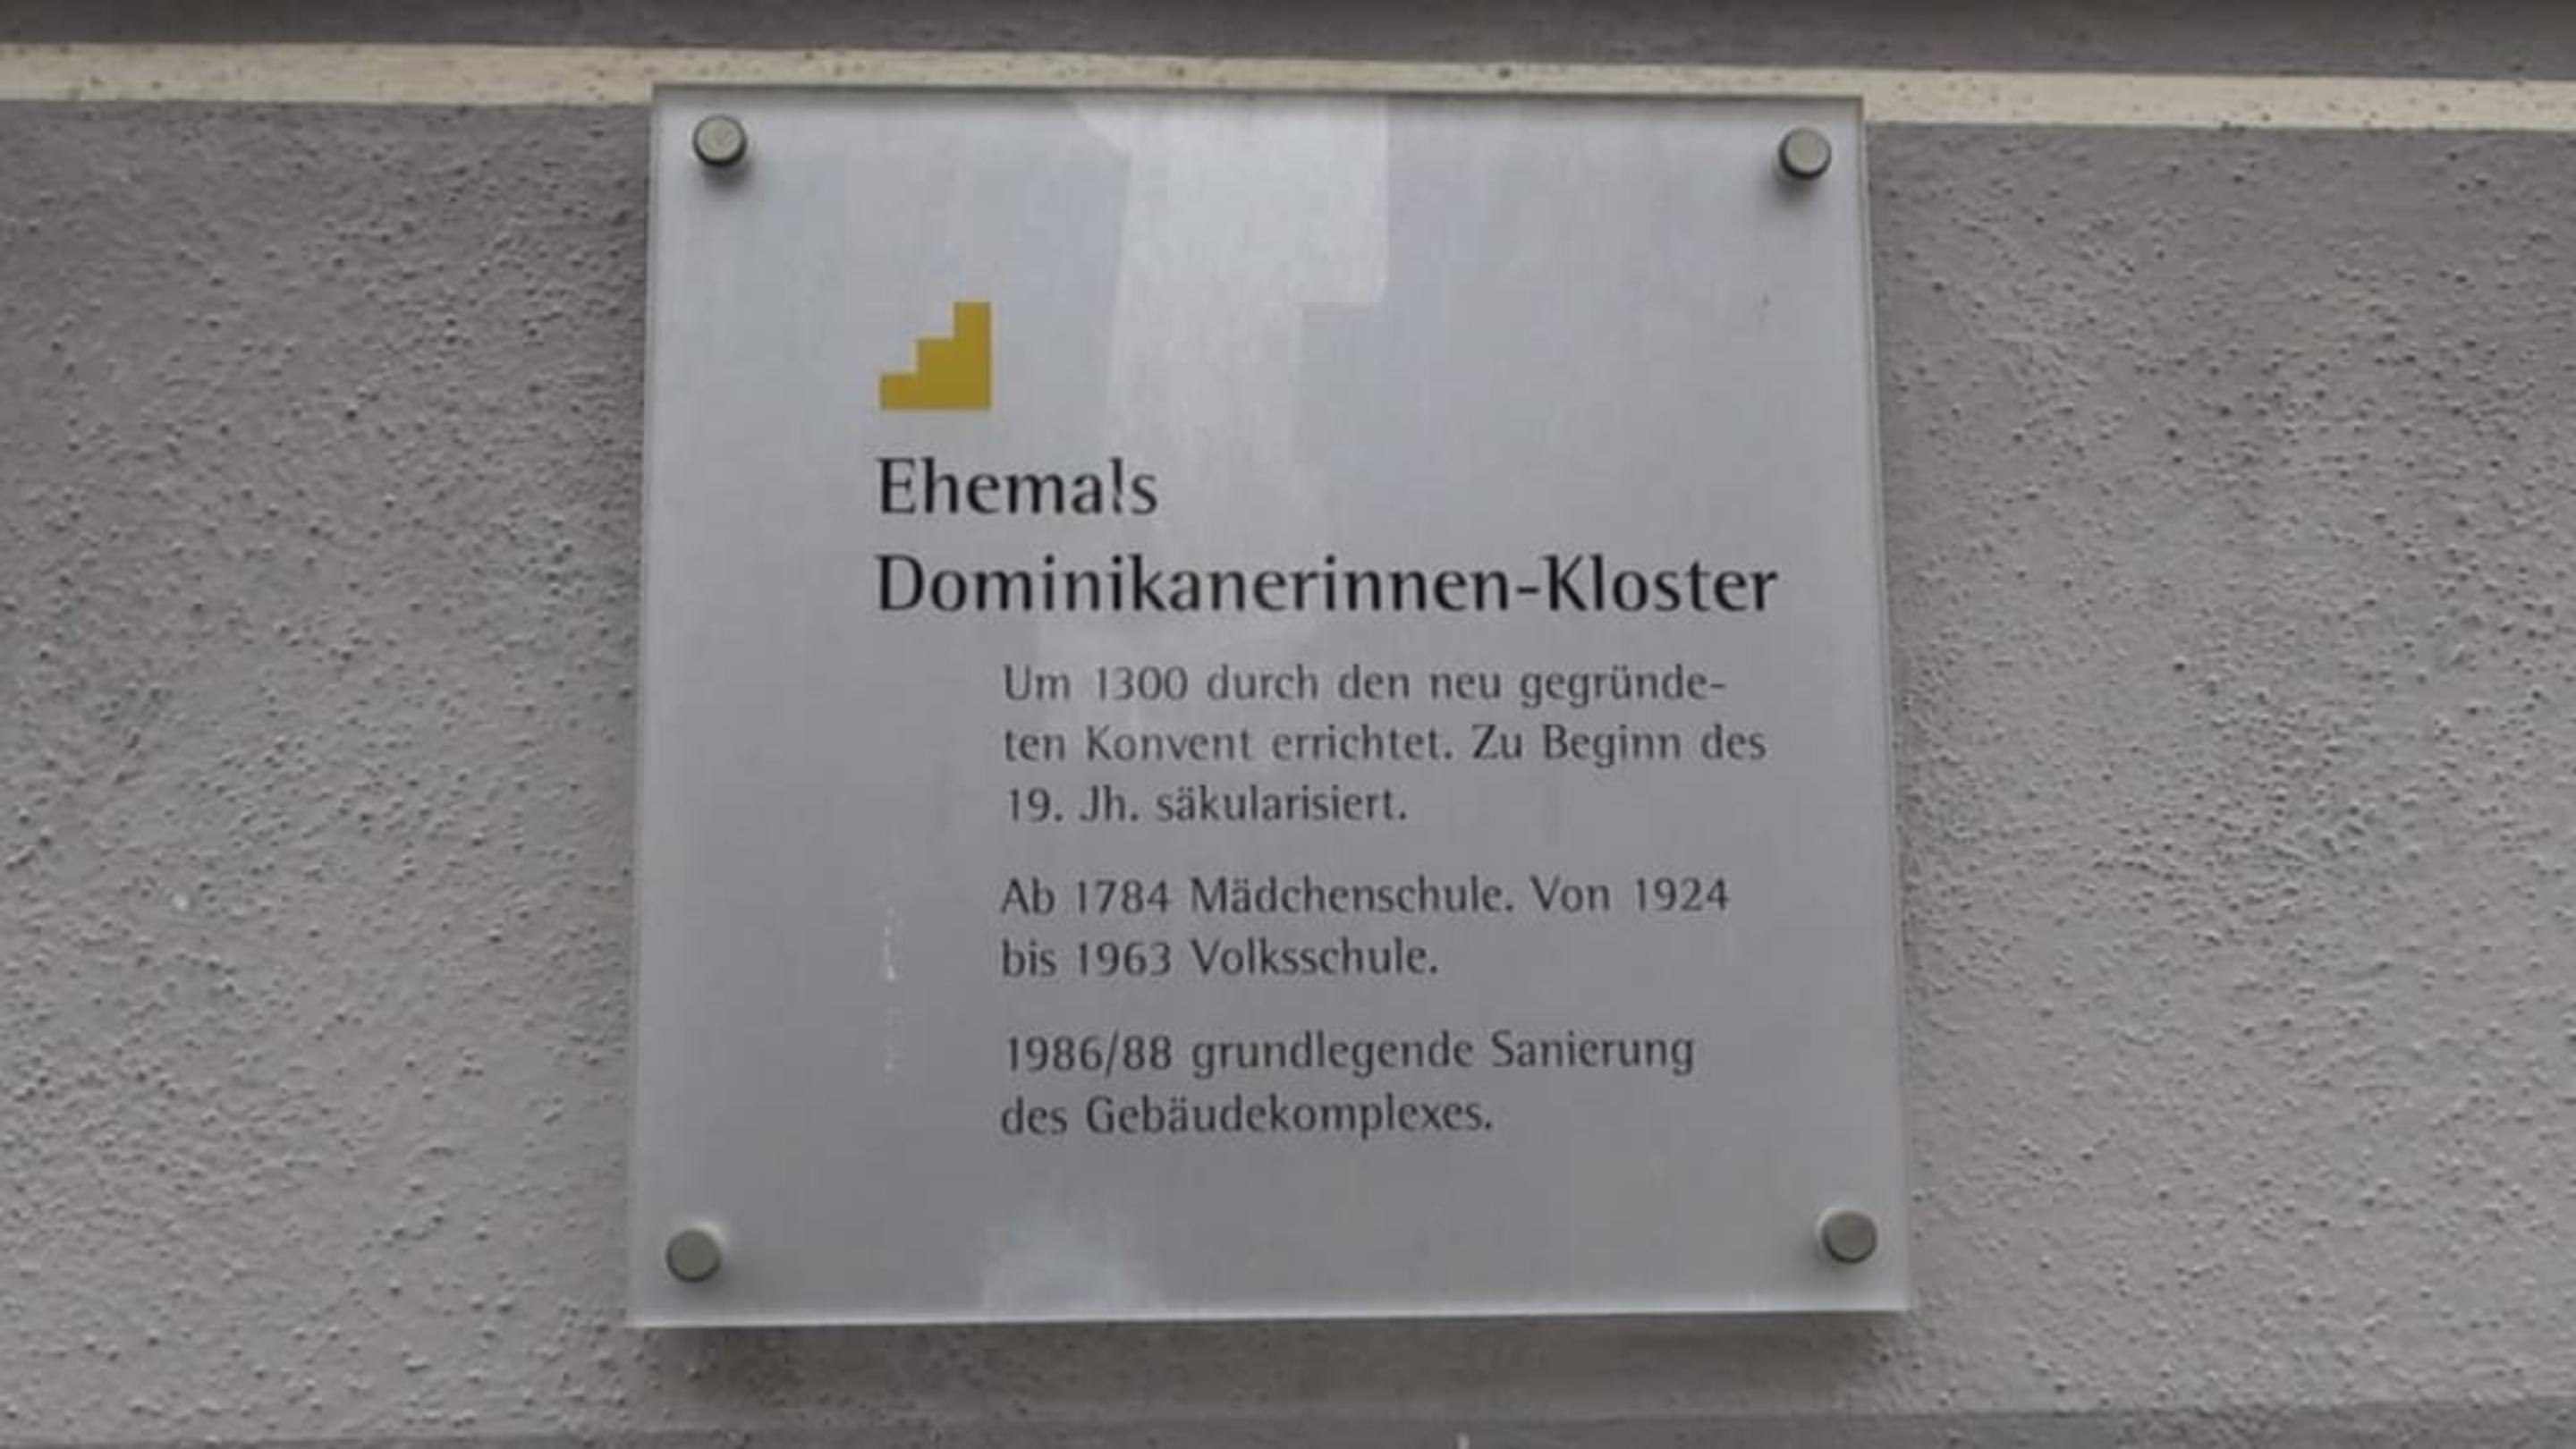 Ehemals
Dominikanerinnen-Kloster
Um 1300 durch den neu gegründe-
ten Konvent errichtet. Zu Beginn des
19. Jh. säkularisiert.
Ab 1784 Mädchenschule. Von 1924
bis 1963 Volksschule.
1986/88 grundlegende Sanierung
des Gebäudekomplexes.